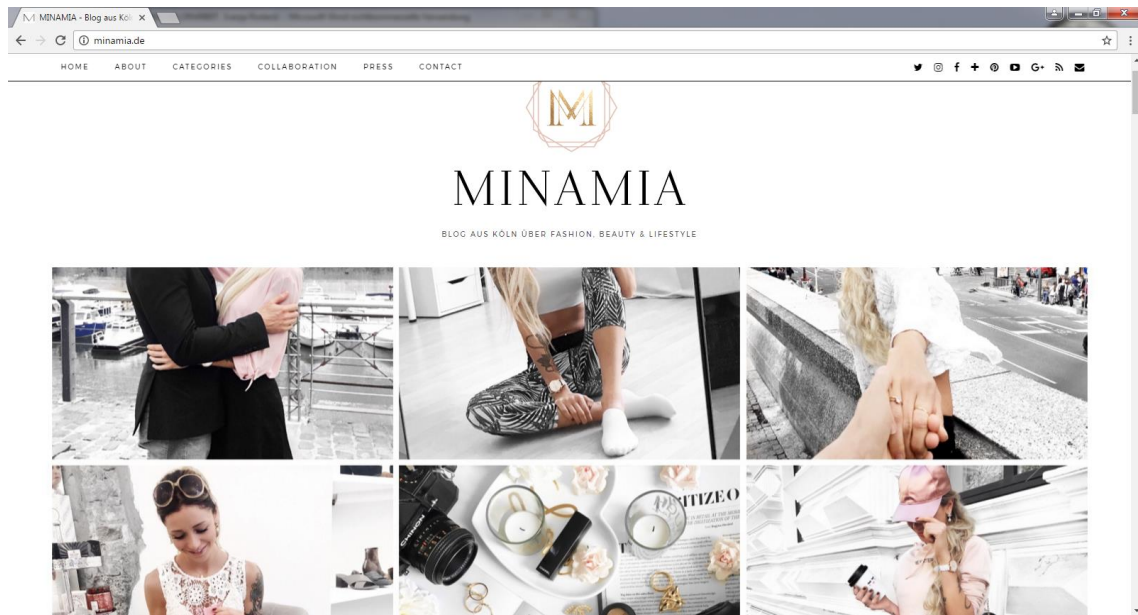 MINAMIA - Blog aus Köl
minamia.de
HOME ABOUT CATEGORIES COLLABORATION PRESS CONTACT
M
MINAMIA
BLOG AUS KÖLN ÜBER FASHION, BEAUTY & LIFESTYLE
CHINON